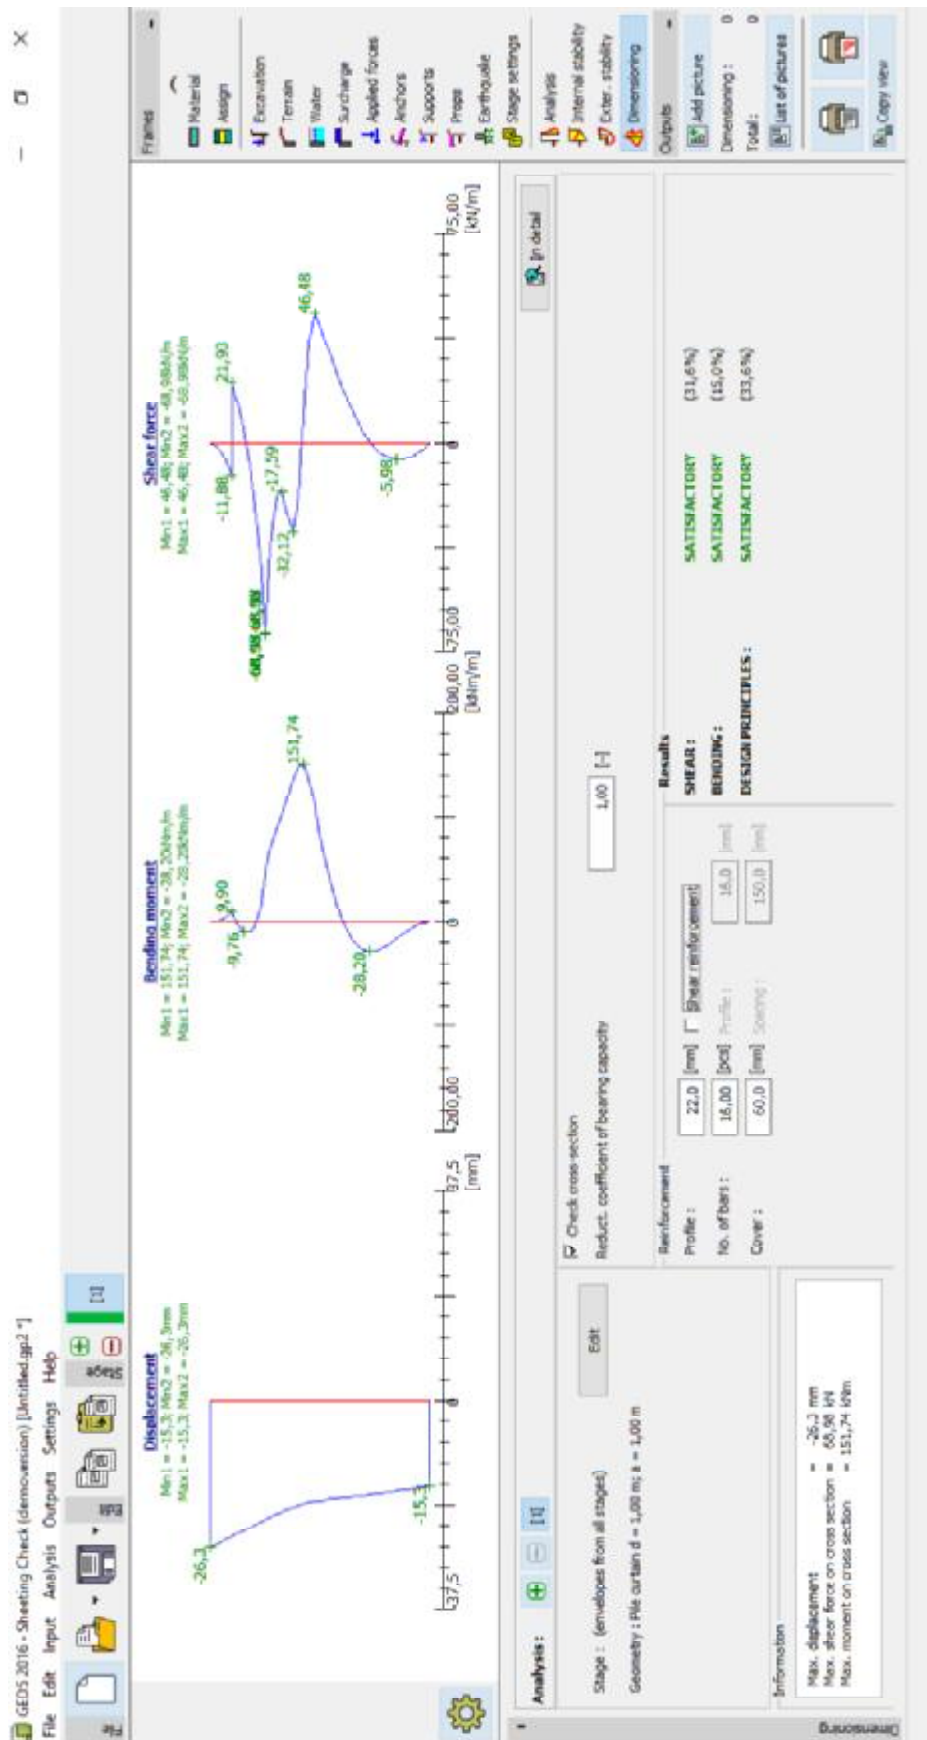 GEO5 2016 - Sheeting Check (demoversion) [Untitled.gp2 *]
File Edit Input Analysis Outputs Settings Help
File
Edit
Stage
[1]
Displacement
Min1 = -15,3; Min2 = -26,3mm
Max1 = -15,3; Max2 = -26,3mm
-26,3
-15,3
-37,5
0
37,5
[mm]
Bending moment
Min1 = 151,74; Min2 = -28,20kNm/m
Max1 = 151,74; Max2 = -28,20kNm/m
9,90
-9,76
151,74
-28,20
-200,00
0
200,00
[kNm/m]
Shear force
Min1 = 46,48; Min2 = -68,98kN/m
Max1 = 46,48; Max2 = -68,98kN/m
-11,88
21,90
-68,98
-68,98
-17,59
-32,12
46,48
-5,98
-75,00
0
75,00
[kN/m]
Frames
Material
Assign
Excavation
Terrain
Water
Surcharge
Applied forces
Anchors
Supports
Props
Earthquake
Stage settings
Analysis
Internal stability
Exter. stability
Dimensioning
Outputs
Add picture
Dimensioning : 0
Total : 0
List of pictures
Copy view
Dimensioning
Analysis : [1]
In detail
Stage : (envelopes from all stages)
Edit
Geometry : Pile curtain d = 1,00 m; a = 1,00 m
Check cross-section
Reduct. coefficient of bearing capacity 1,00 [-]
Reinforcement
Profile : 22,0 [mm] Shear reinforcement
No. of bars : 16,00 [pcs] Profile : 16,0 [mm]
Cover : 60,0 [mm] Spacing : 150,0 [mm]
Results
SHEAR : SATISFACTORY (31,6%)
BENDING : SATISFACTORY (15,0%)
DESIGN PRINCIPLES : SATISFACTORY (33,6%)
Information
Max. displacement = -26,3 mm
Max. shear force on cross section = 68,98 kN
Max. moment on cross section = 151,74 kNm